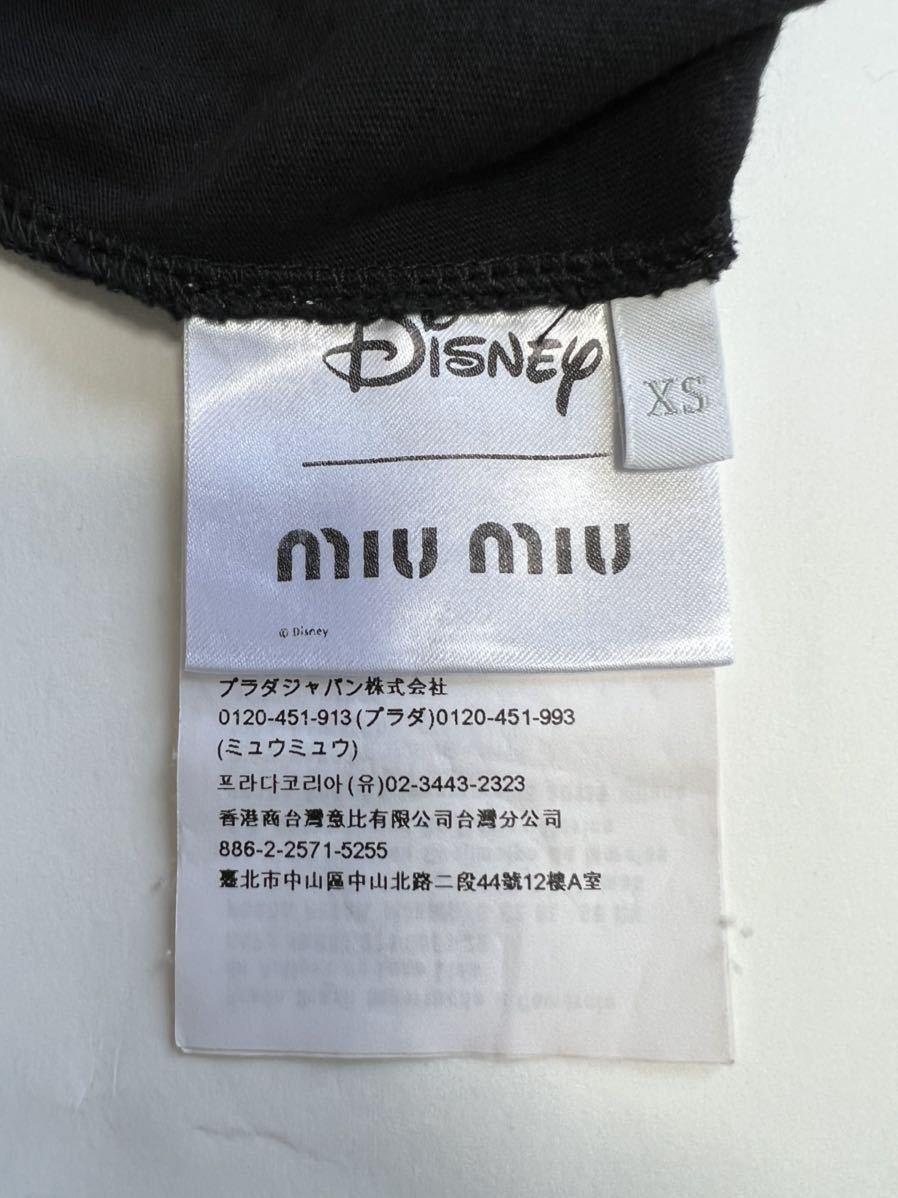 Disney
XS
miu miu
© Disney
プラダジャパン株式会社
0120-451-913(プラダ)0120-451-993
(ミュウミュウ)
프라다코리아(유)02-3443-2323
香港商台灣意比有限公司台灣分公司
886-2-2571-5255
臺北市中山區中山北路二段44號12樓A室